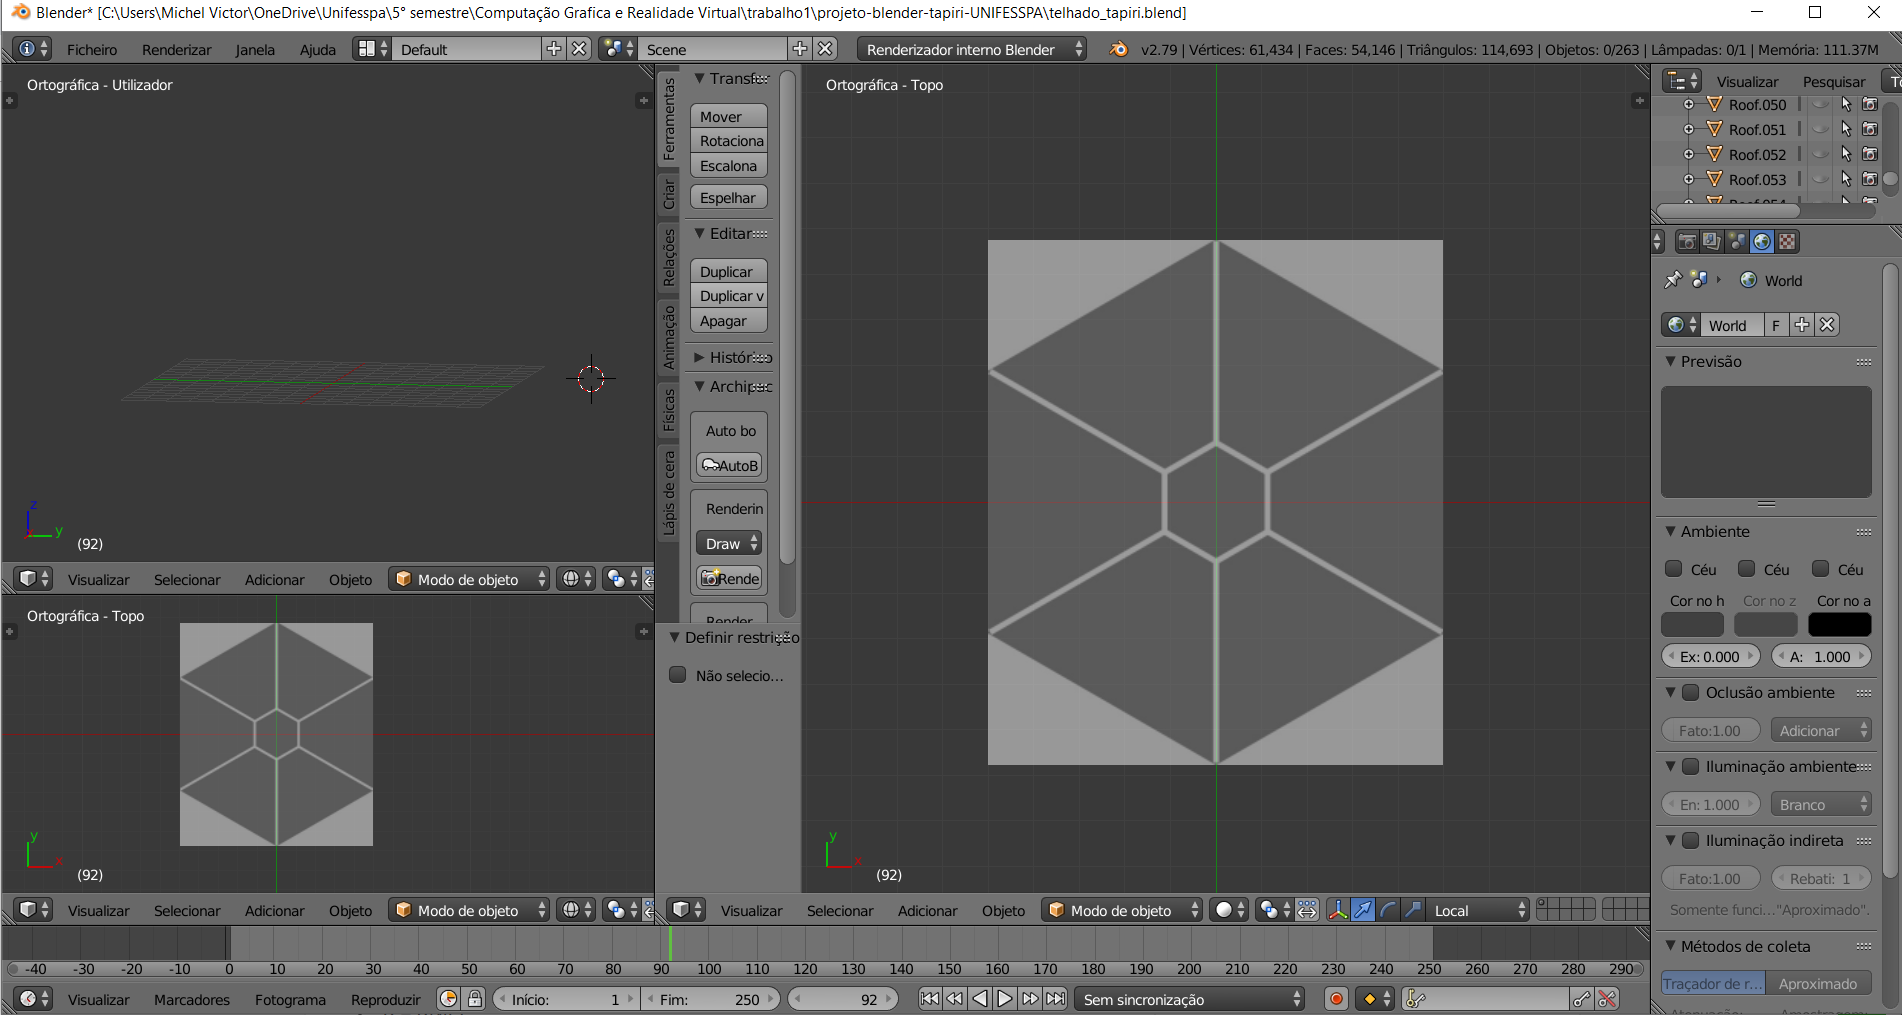 Blender* [C:\Users\Michel Victor\OneDrive\Unifesspa\5° semestre\Computação Grafica e Realidade Virtual\trabalho1\projeto-blender-tapiri-UNIFESSPA\telhado_tapiri.blend]
Ficheiro Renderizar Janela Ajuda Default Scene Renderizador interno Blender v2.79 | Vértices: 61,434 | Faces: 54,146 | Triângulos: 114,693 | Objetos: 0/263 | Lâmpadas: 0/1 | Memória: 111.37M
Ortográfica - Utilizador
z
y
(92)
Visualizar Selecionar Adicionar Objeto Modo de objeto
Ortográfica - Topo
y
x
(92)
Visualizar Selecionar Adicionar Objeto Modo de objeto
Ferramentas
Criar
Relações
Animação
Físicas
Lápis de cera
Transf
Mover
Rotaciona
Escalona
Espelhar
Editar
Duplicar
Duplicar v
Apagar
Histórico
Archipac
Auto bo
AutoB
Renderin
Draw
Rende
Render
Definir restrição
Não selecio...
Ortográfica - Topo
y
x
(92)
Visualizar Selecionar Adicionar Objeto Modo de objeto Local
Visualizar Pesquisar To
Roof.050
Roof.051
Roof.052
Roof.053
Roof.054
World
World F
Previsão
Ambiente
Céu Céu Céu
Cor no h Cor no z Cor no a
Ex: 0.000 A: 1.000
Oclusão ambiente
Fato:1.00 Adicionar
Iluminação ambiente
En: 1.000 Branco
Iluminação indireta
Fato:1.00 Rebati: 1
Somente funci..."Aproximado".
Métodos de coleta
Traçador de r... Aproximado
Atenuação: Amostragem:
-40 -30 -20 -10 0 10 20 30 40 50 60 70 80 90 100 110 120 130 140 150 160 170 180 190 200 210 220 230 240 250 260 270 280 290
Visualizar Marcadores Fotograma Reproduzir Início: 1 Fim: 250 92 Sem sincronização